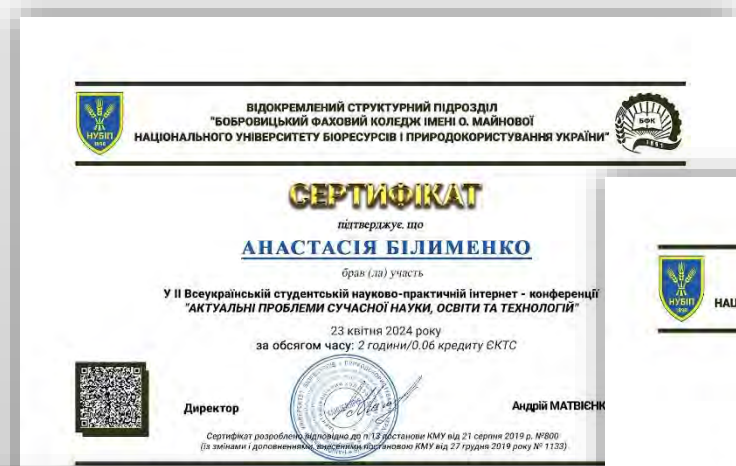 ВІДОКРЕМЛЕНИЙ СТРУКТУРНИЙ ПІДРОЗДІЛ
"БОБРОВИЦЬКИЙ ФАХОВИЙ КОЛЕДЖ ІМЕНІ О. МАЙНОВОЇ
НАЦІОНАЛЬНОГО УНІВЕРСИТЕТУ БІОРЕСУРСІВ І ПРИРОДОКОРИСТУВАННЯ УКРАЇНИ"
НУБІП
1898
БФК
СЕРТИФІКАТ
підтверджує, що
АНАСТАСІЯ БІЛИМЕНКО
брав (ла) участь
У ІІ Всеукраїнській студентській науково-практичній інтернет - конференції
"АКТУАЛЬНІ ПРОБЛЕМИ СУЧАСНОЇ НАУКИ, ОСВІТИ ТА ТЕХНОЛОГІЙ"
23 квітня 2024 року
за обсягом часу: 2 години/0.06 кредиту ЄКТС
Директор
Андрій МАТВІЄНК
Сертифікат розроблено відповідно до п.13 постанови КМУ від 21 серпня 2019 р. №800
(із змінами і доповненнями, внесеними постановою КМУ від 27 грудня 2019 року № 1133)
НУБІП
НАЦ